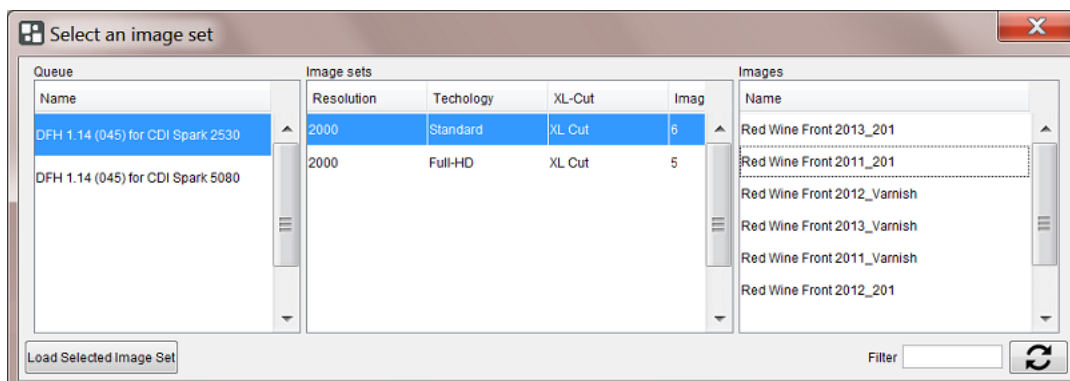 Select an image set
Queue Image sets Images
Name Resolution Techology XL-Cut Imag Name
DFH 1.14 (045) for CDI Spark 2530 2000 Standard XL Cut 6 Red Wine Front 2013_201
DFH 1.14 (045) for CDI Spark 5080 2000 Full-HD XL Cut 5 Red Wine Front 2011_201
Red Wine Front 2012_Varnish
Red Wine Front 2013_Varnish
Red Wine Front 2011_Varnish
Red Wine Front 2012_201
Load Selected Image Set Filter